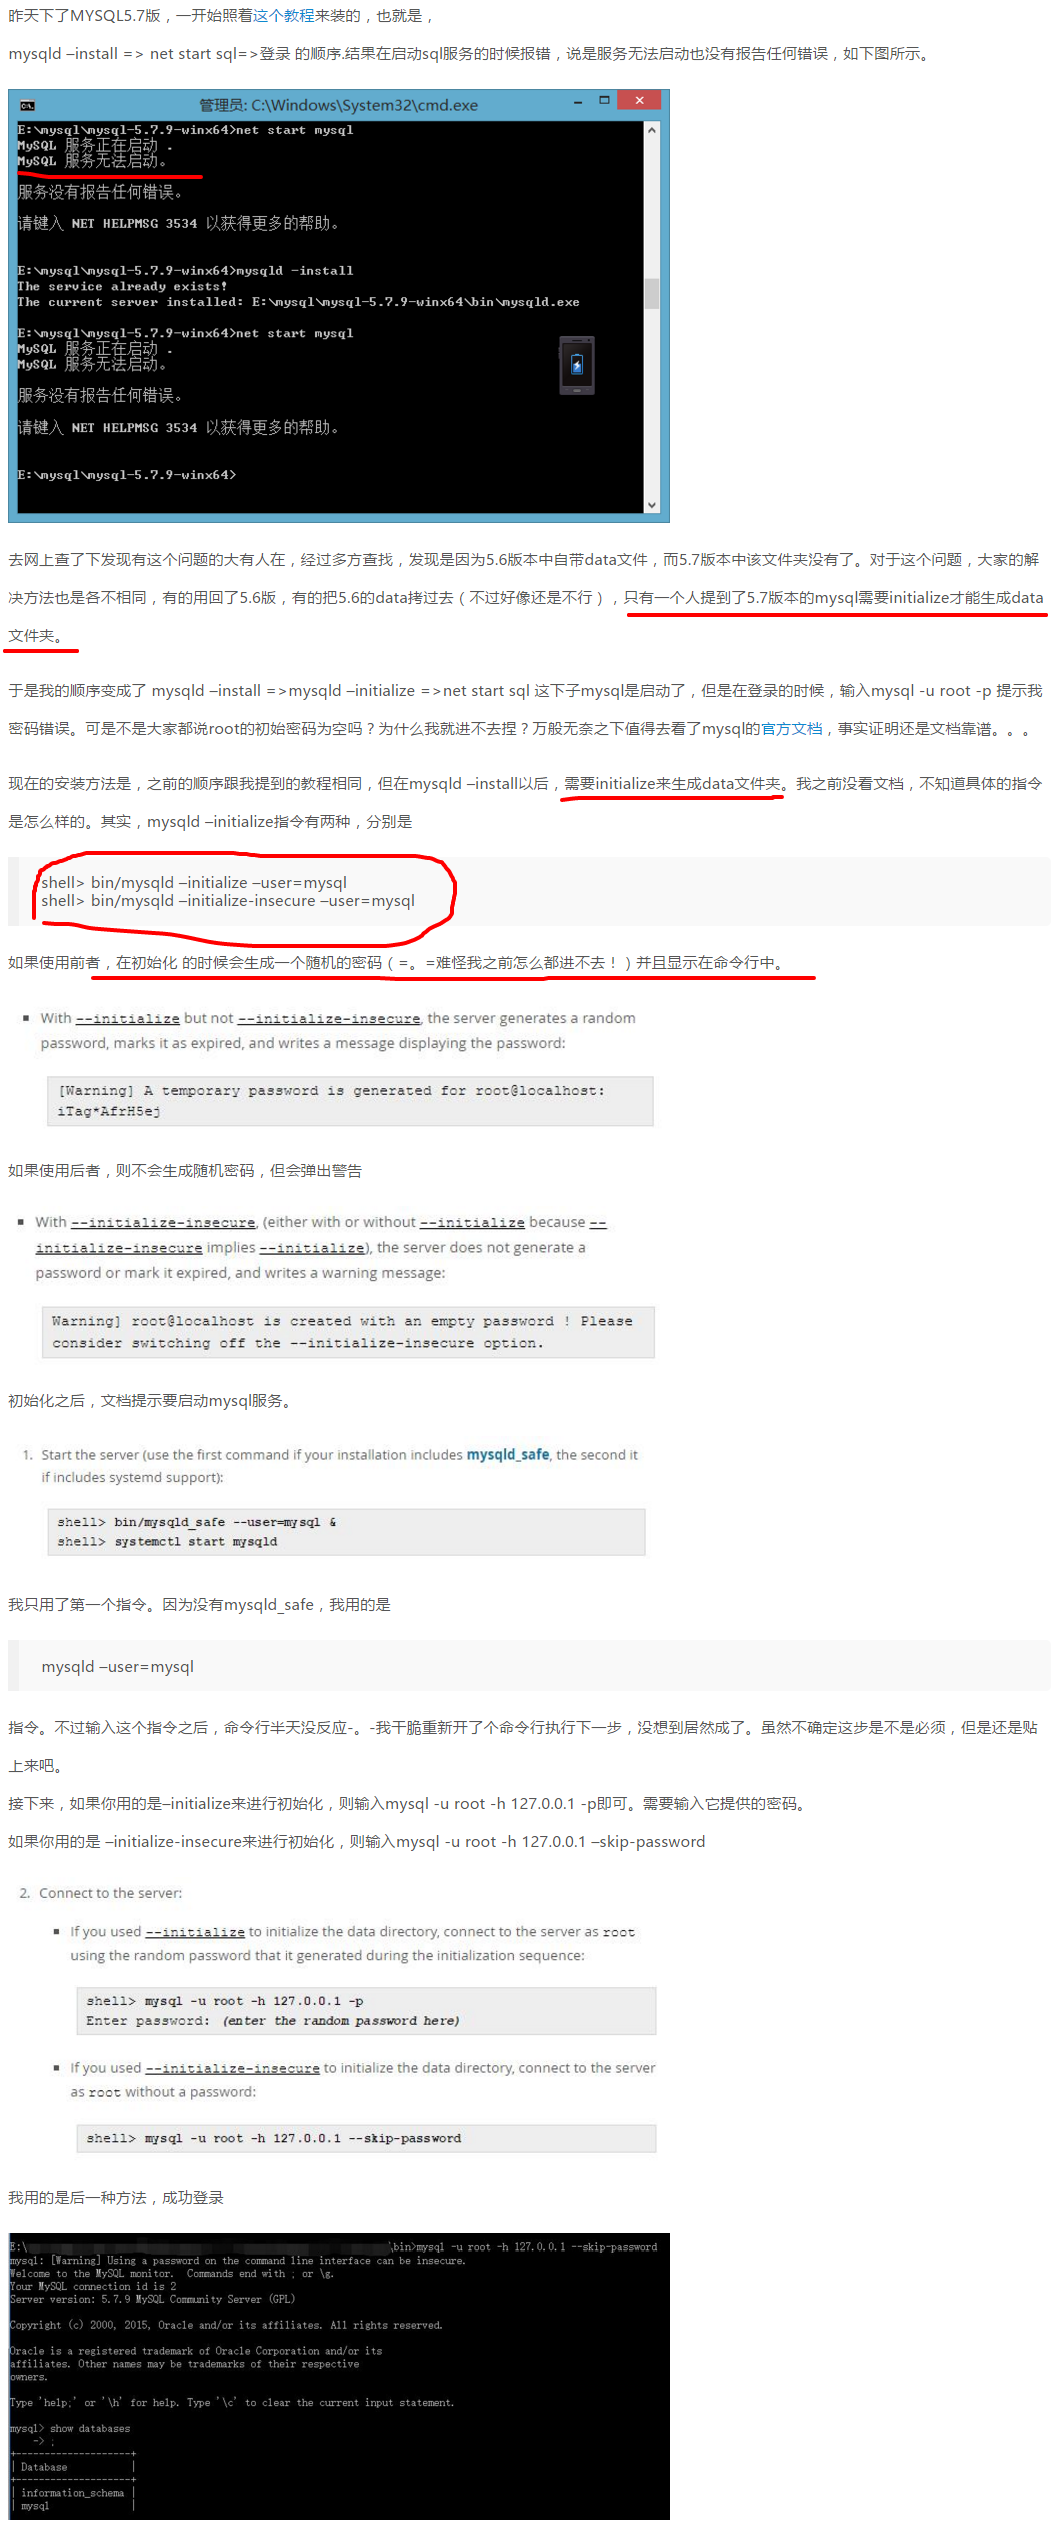 昨天下了MYSQL5.7版，一开始照着这个教程来装的，也就是，
mysqld –install => net start sql=>登录 的顺序.结果在启动sql服务的时候报错，说是服务无法启动也没有报告任何错误，如下图所示。
管理员: C:\Windows\System32\cmd.exe
E:\mysql\mysql-5.7.9-winx64>net start mysql
MySQL 服务正在启动 .
MySQL 服务无法启动。
服务没有报告任何错误。
请键入 NET HELPMSG 3534 以获得更多的帮助。
E:\mysql\mysql-5.7.9-winx64>mysqld -install
The service already exists!
The current server installed: E:\mysql\mysql-5.7.9-winx64\bin\mysqld.exe
E:\mysql\mysql-5.7.9-winx64>net start mysql
MySQL 服务正在启动 .
MySQL 服务无法启动。
服务没有报告任何错误。
请键入 NET HELPMSG 3534 以获得更多的帮助。
E:\mysql\mysql-5.7.9-winx64>
去网上查了下发现有这个问题的大有人在，经过多方查找，发现是因为5.6版本中自带data文件，而5.7版本中该文件夹没有了。对于这个问题，大家的解
决方法也是各不相同，有的用回了5.6版，有的把5.6的data拷过去（不过好像还是不行），只有一个人提到了5.7版本的mysql需要initialize才能生成data
文件夹。
于是我的顺序变成了 mysqld –install =>mysqld –initialize =>net start sql 这下子mysql是启动了，但是在登录的时候，输入mysql -u root -p 提示我
密码错误。可是不是大家都说root的初始密码为空吗？为什么我就进不去捏？万般无奈之下值得去看了mysql的官方文档，事实证明还是文档靠谱。。。
现在的安装方法是，之前的顺序跟我提到的教程相同，但在mysqld –install以后，需要initialize来生成data文件夹。我之前没看文档，不知道具体的指令
是怎么样的。其实，mysqld –initialize指令有两种，分别是
shell> bin/mysqld –initialize –user=mysql
shell> bin/mysqld –initialize-insecure –user=mysql
如果使用前者，在初始化 的时候会生成一个随机的密码（=。=难怪我之前怎么都进不去！）并且显示在命令行中。
With --initialize but not --initialize-insecure, the server generates a random
password, marks it as expired, and writes a message displaying the password:
[Warning] A temporary password is generated for root@localhost:
iTag*AfrH5ej
如果使用后者，则不会生成随机密码，但会弹出警告
With --initialize-insecure, (either with or without --initialize because --
initialize-insecure implies --initialize), the server does not generate a
password or mark it expired, and writes a warning message:
Warning] root@localhost is created with an empty password ! Please
consider switching off the --initialize-insecure option.
初始化之后，文档提示要启动mysql服务。
1. Start the server (use the first command if your installation includes mysqld_safe, the second it
if includes systemd support):
shell> bin/mysqld_safe --user=mysql &
shell> systemctl start mysqld
我只用了第一个指令。因为没有mysqld_safe，我用的是
mysqld –user=mysql
指令。不过输入这个指令之后，命令行半天没反应-。-我干脆重新开了个命令行执行下一步，没想到居然成了。虽然不确定这步是不是必须，但是还是贴
上来吧。
接下来，如果你用的是–initialize来进行初始化，则输入mysql -u root -h 127.0.0.1 -p即可。需要输入它提供的密码。
如果你用的是 –initialize-insecure来进行初始化，则输入mysql -u root -h 127.0.0.1 –skip-password
2. Connect to the server:
If you used --initialize to initialize the data directory, connect to the server as root
using the random password that it generated during the initialization sequence:
shell> mysql -u root -h 127.0.0.1 -p
Enter password: (enter the random password here)
If you used --initialize-insecure to initialize the data directory, connect to the server
as root without a password:
shell> mysql -u root -h 127.0.0.1 --skip-password
我用的是后一种方法，成功登录
E:\ \bin>mysql -u root -h 127.0.0.1 --skip-password
mysql: [Warning] Using a password on the command line interface can be insecure.
Welcome to the MySQL monitor.  Commands end with ; or \g.
Your MySQL connection id is 2
Server version: 5.7.9 MySQL Community Server (GPL)
Copyright (c) 2000, 2015, Oracle and/or its affiliates. All rights reserved.
Oracle is a registered trademark of Oracle Corporation and/or its
affiliates. Other names may be trademarks of their respective
owners.
Type 'help;' or '\h' for help. Type '\c' to clear the current input statement.
mysql> show databases
-> ;
+--------------------+
| Database |
+--------------------+
| information_schema |
| mysql |